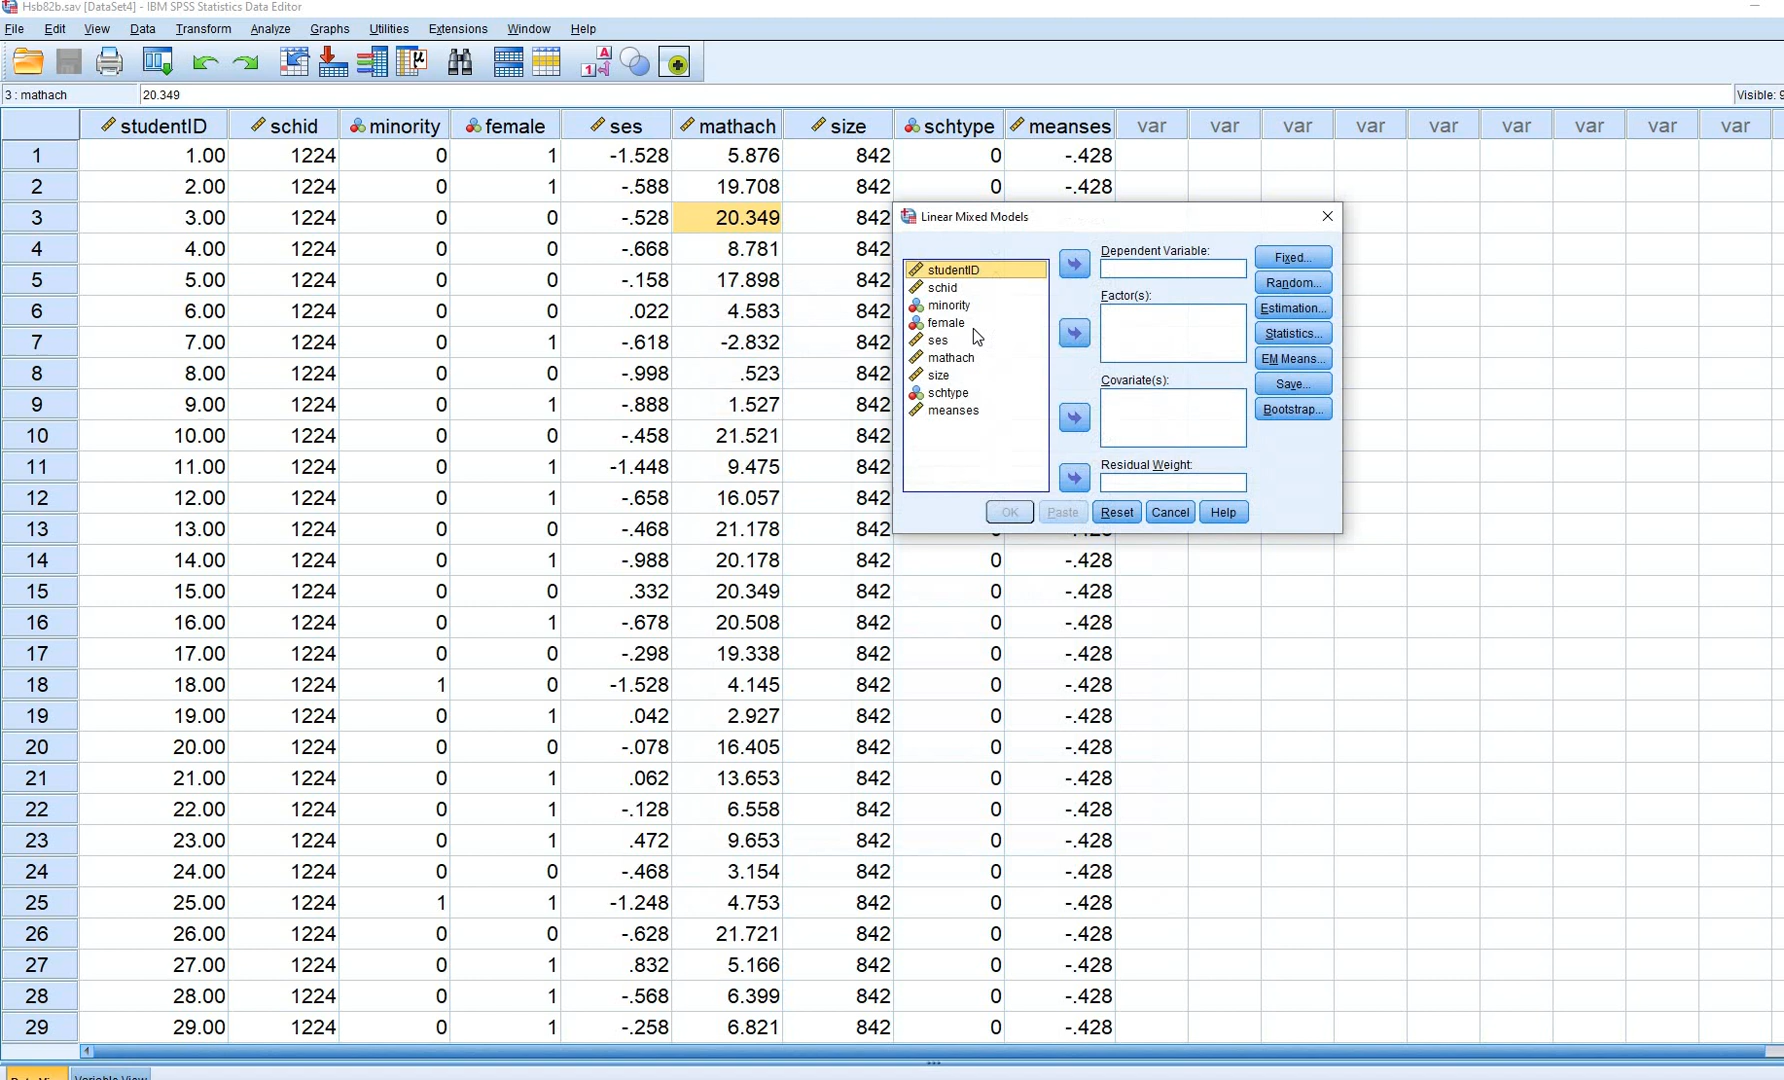 Hsb82b.sav [DataSet4] - IBM SPSS Statistics Data Editor
File Edit View Data Transform Analyze Graphs Utilities Extensions Window Help
3 : mathach 20.349 Visible: 9
studentID schid minority female ses mathach size schtype meanses var var var var var var var var var
1 1.00 1224 0 1 -1.528 5.876 842 0 -.428
2 2.00 1224 0 1 -.588 19.708 842 0 -.428
3 3.00 1224 0 0 -.528 20.349 842
4 4.00 1224 0 0 -.668 8.781 842
5 5.00 1224 0 0 -.158 17.898 842
6 6.00 1224 0 0 .022 4.583 842
7 7.00 1224 0 1 -.618 -2.832 842
8 8.00 1224 0 0 -.998 .523 842
9 9.00 1224 0 1 -.888 1.527 842
10 10.00 1224 0 0 -.458 21.521 842
11 11.00 1224 0 1 -1.448 9.475 842
12 12.00 1224 0 1 -.658 16.057 842
13 13.00 1224 0 0 -.468 21.178 842
14 14.00 1224 0 1 -.988 20.178 842 0 -.428
15 15.00 1224 0 0 .332 20.349 842 0 -.428
16 16.00 1224 0 1 -.678 20.508 842 0 -.428
17 17.00 1224 0 0 -.298 19.338 842 0 -.428
18 18.00 1224 1 0 -1.528 4.145 842 0 -.428
19 19.00 1224 0 1 .042 2.927 842 0 -.428
20 20.00 1224 0 0 -.078 16.405 842 0 -.428
21 21.00 1224 0 1 .062 13.653 842 0 -.428
22 22.00 1224 0 1 -.128 6.558 842 0 -.428
23 23.00 1224 0 1 .472 9.653 842 0 -.428
24 24.00 1224 0 0 -.468 3.154 842 0 -.428
25 25.00 1224 1 1 -1.248 4.753 842 0 -.428
26 26.00 1224 0 0 -.628 21.721 842 0 -.428
27 27.00 1224 0 1 .832 5.166 842 0 -.428
28 28.00 1224 0 1 -.568 6.399 842 0 -.428
29 29.00 1224 0 1 -.258 6.821 842 0 -.428
Linear Mixed Models
studentID
schid
minority
female
ses
mathach
size
schtype
meanses
Dependent Variable:
Factor(s):
Covariate(s):
Residual Weight:
Fixed...
Random...
Estimation...
Statistics...
EM Means...
Save...
Bootstrap...
OK Paste Reset Cancel Help
Variable View